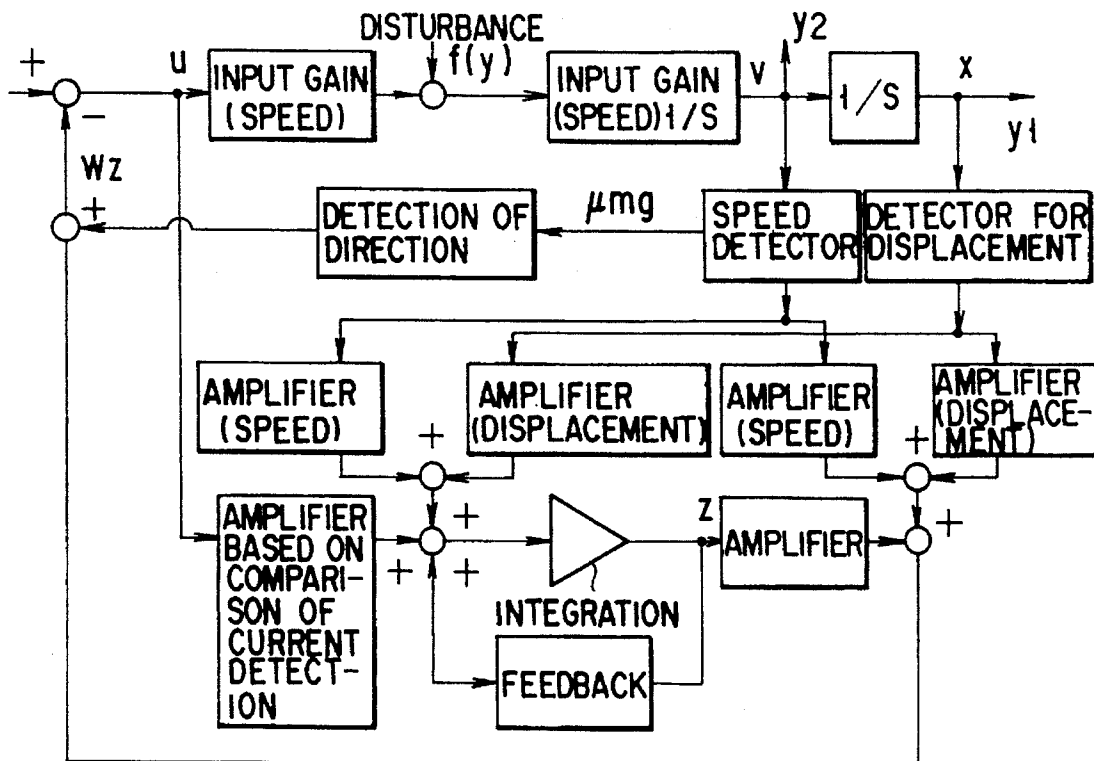 DISTURBANCE
y2
+
u
INPUT GAIN
(SPEED)
f(y)
INPUT GAIN
(SPEED)1/S
v
1/S
x
y1
-
Wz
+
DETECTION OF
DIRECTION
μmg
SPEED
DETECTOR
DETECTOR FOR
DISPLACEMENT
AMPLIFIER
(SPEED)
AMPLIFIER
(DISPLACEMENT)
AMPLIFIER
(SPEED)
AMPLIFIER
(DISPLACE-
MENT)
+
+
AMPLIFIER
BASED ON
COMPARI-
SON OF
CURRENT
DETECT-
ION
+
+
+
INTEGRATION
z
AMPLIFIER
+
FEEDBACK